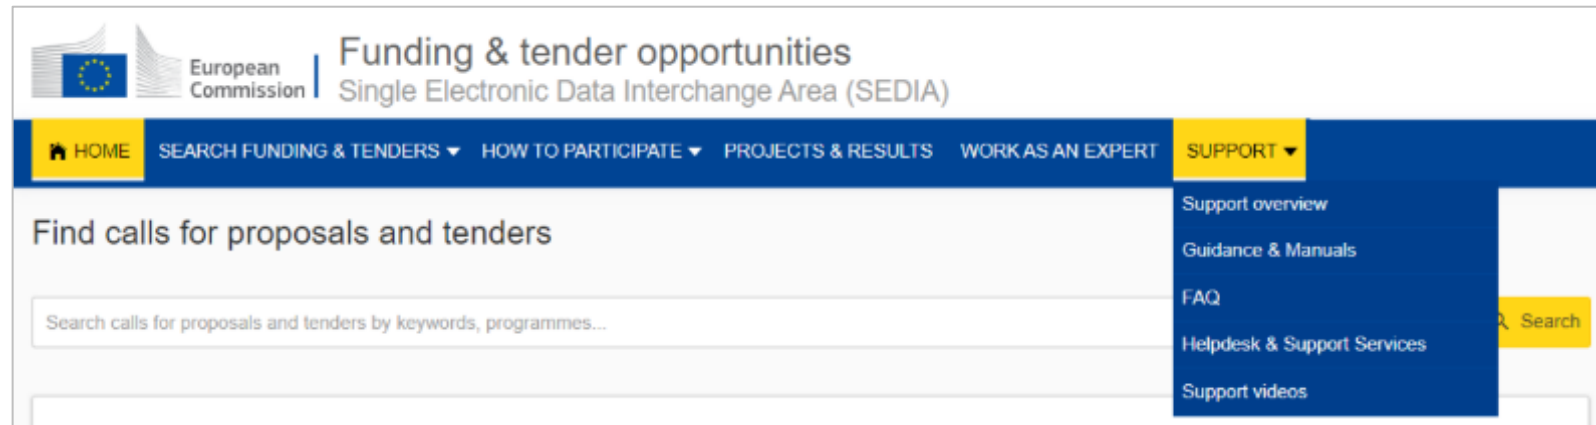 European
Commission
Funding & tender opportunities
Single Electronic Data Interchange Area (SEDIA)
HOME SEARCH FUNDING & TENDERS HOW TO PARTICIPATE PROJECTS & RESULTS WORK AS AN EXPERT SUPPORT
Support overview
Find calls for proposals and tenders
Guidance & Manuals
FAQ
Search calls for proposals and tenders by keywords, programmes...
Search
Helpdesk & Support Services
Support videos